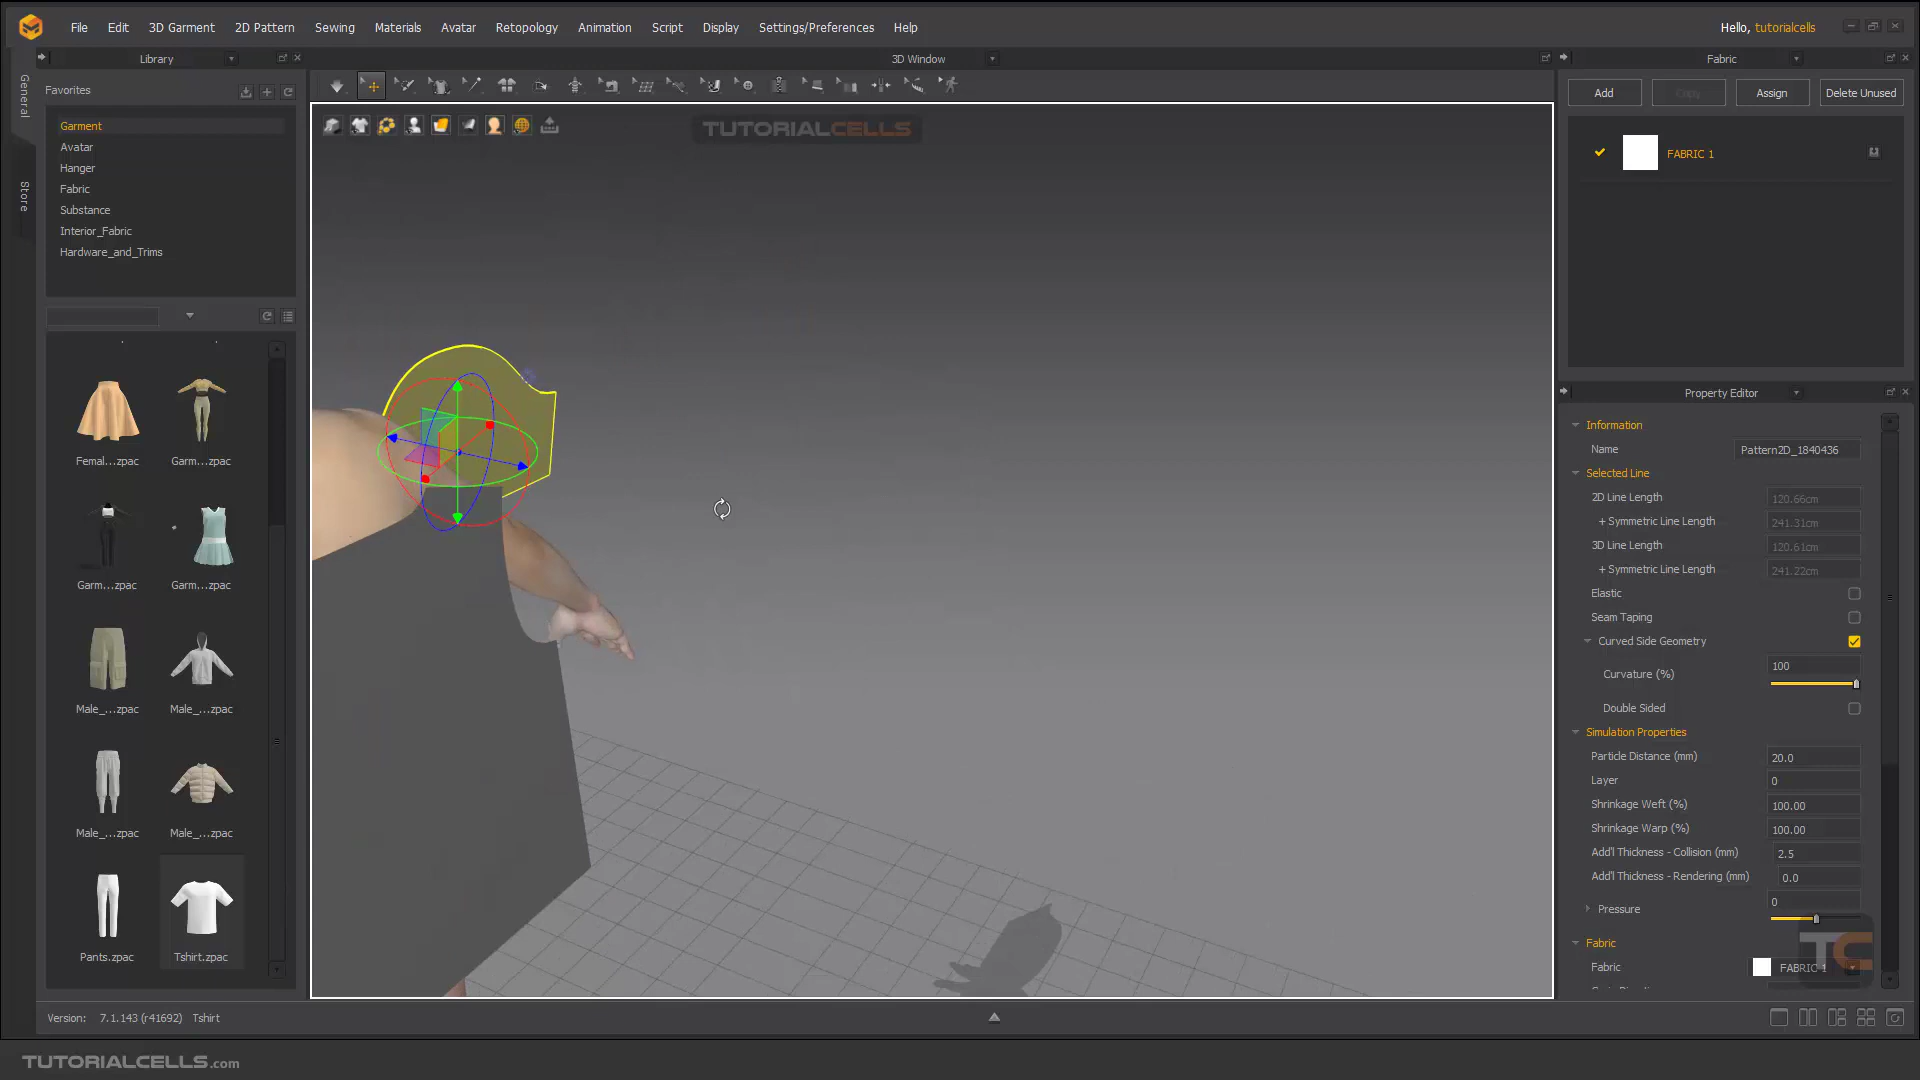 File Edit 3D Garment 2D Pattern Sewing Materials Avatar Retopology Animation Script Display Settings/Preferences Help
Hello, tutorialcells
Library
3D Window
Fabric
General
Store
Favorites
Garment
Avatar
Hanger
Fabric
Substance
Interior_Fabric
Hardware_and_Trims
Femal...zpac
Garm...zpac
Garm...zpac
Garm...zpac
Male_...zpac
Male_...zpac
Male_...zpac
Male_...zpac
Pants.zpac
Tshirt.zpac
TUTORIALCELLS
Add Copy Assign Delete Unused
FABRIC 1
Property Editor
Information
Name Pattern2D_1840436
Selected Line
2D Line Length 120.66cm
+ Symmetric Line Length 241.31cm
3D Line Length 120.61cm
+ Symmetric Line Length 241.22cm
Elastic
Seam Taping
Curved Side Geometry
Curvature (%) 100
Double Sided
Simulation Properties
Particle Distance (mm) 20.0
Layer 0
Shrinkage Weft (%) 100.00
Shrinkage Warp (%) 100.00
Add'l Thickness - Collision (mm) 2.5
Add'l Thickness - Rendering (mm) 0.0
Pressure 0
Fabric
Fabric FABRIC 1
TC
Version: 7.1.143 (r41692) Tshirt
TUTORIALCELLS.com